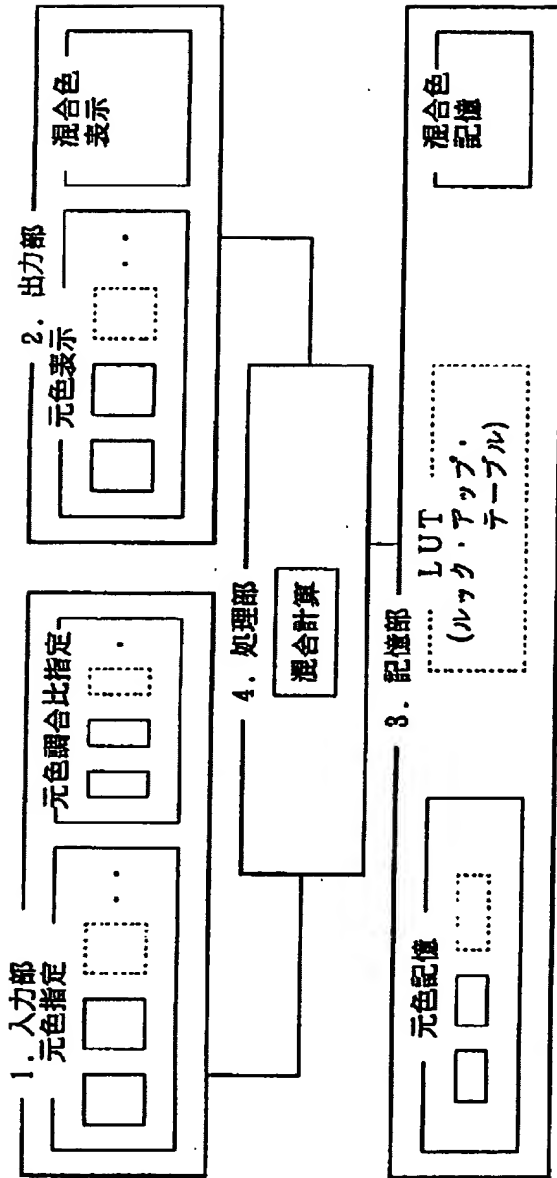 1. 入力部
元色指定
元色調合比指定
2. 出力部
元色表示
混合色
表示
4. 処理部
混合計算
3. 記憶部
元色記憶
LUT
(ルック・アップ・
テーブル)
混合色
記憶